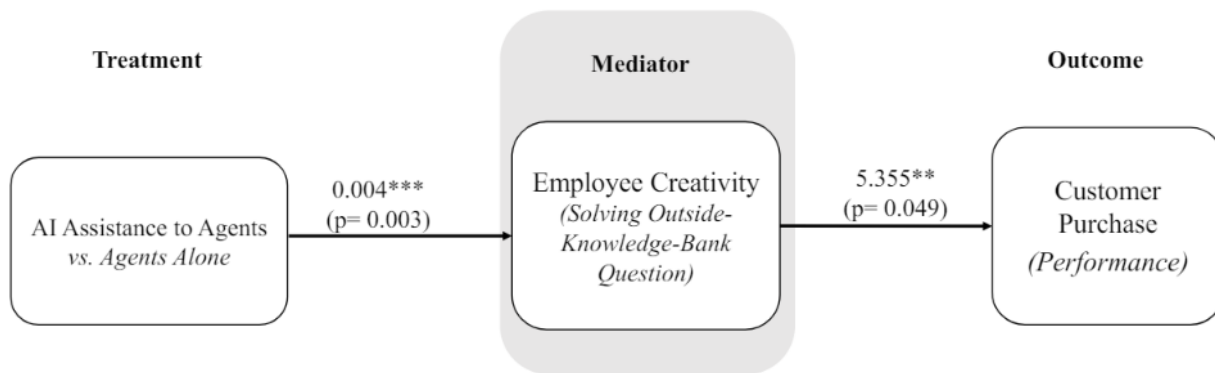 Treatment
Mediator
Outcome
AI Assistance to Agents
vs. Agents Alone
0.004***
(p= 0.003)
Employee Creativity
(Solving Outside-
Knowledge-Bank
Question)
5.355**
(p= 0.049)
Customer
Purchase
(Performance)